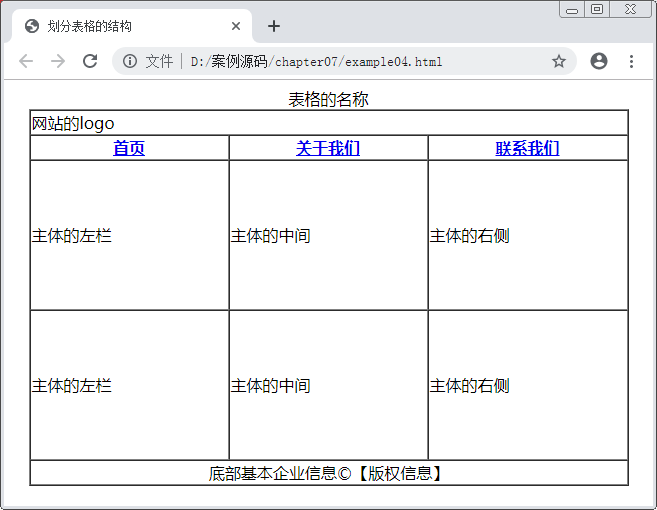 划分表格的结构
文件 D:/案例源码/chapter07/example04.html
表格的名称
网站的logo
首页 关于我们 联系我们
主体的左栏 主体的中间 主体的右侧
主体的左栏 主体的中间 主体的右侧
底部基本企业信息©【版权信息】